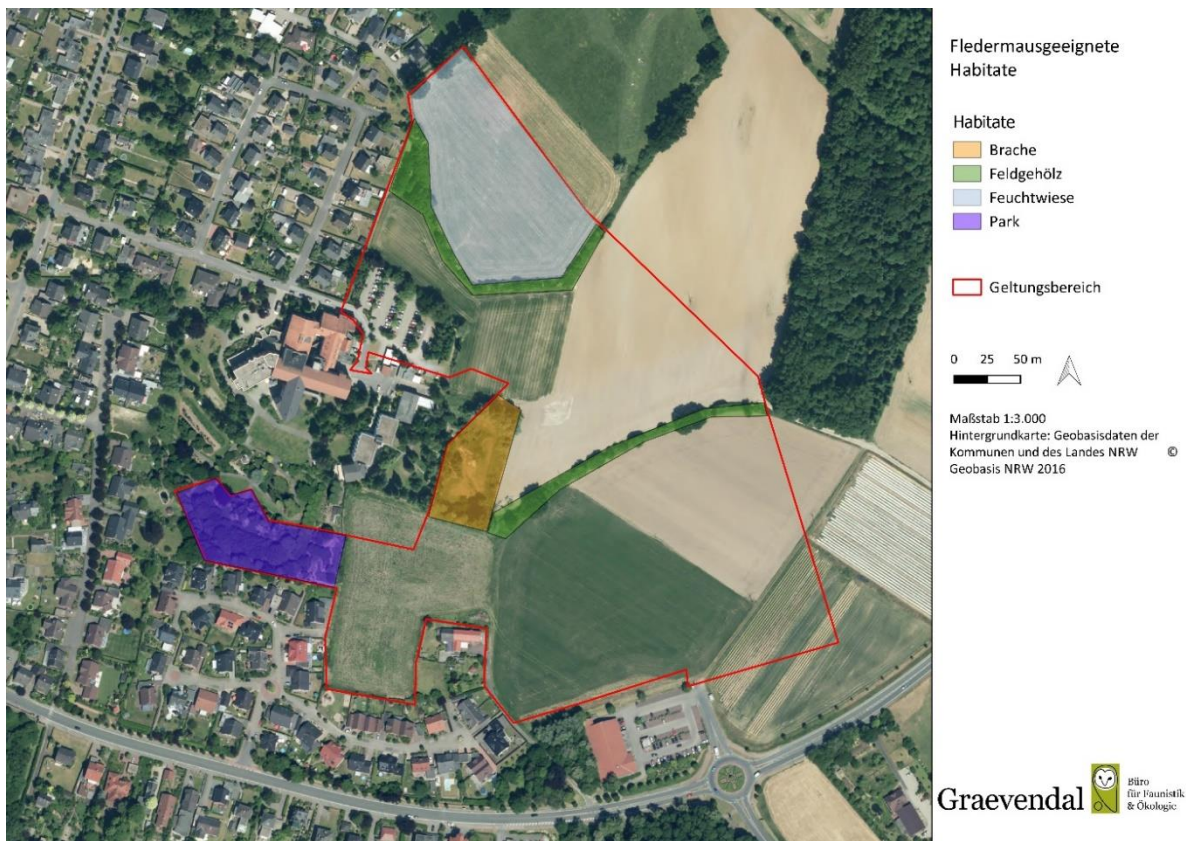 Fledermausgeeignete
Habitate
Habitate
Brache
Feldgehölz
Feuchtwiese
Park
Geltungsbereich
0 25 50 m
Maßstab 1:3.000
Hintergrundkarte: Geobasisdaten der
Kommunen und des Landes NRW ©
Geobasis NRW 2016
Graevendal
Büro
für Faunistik
& Ökologie